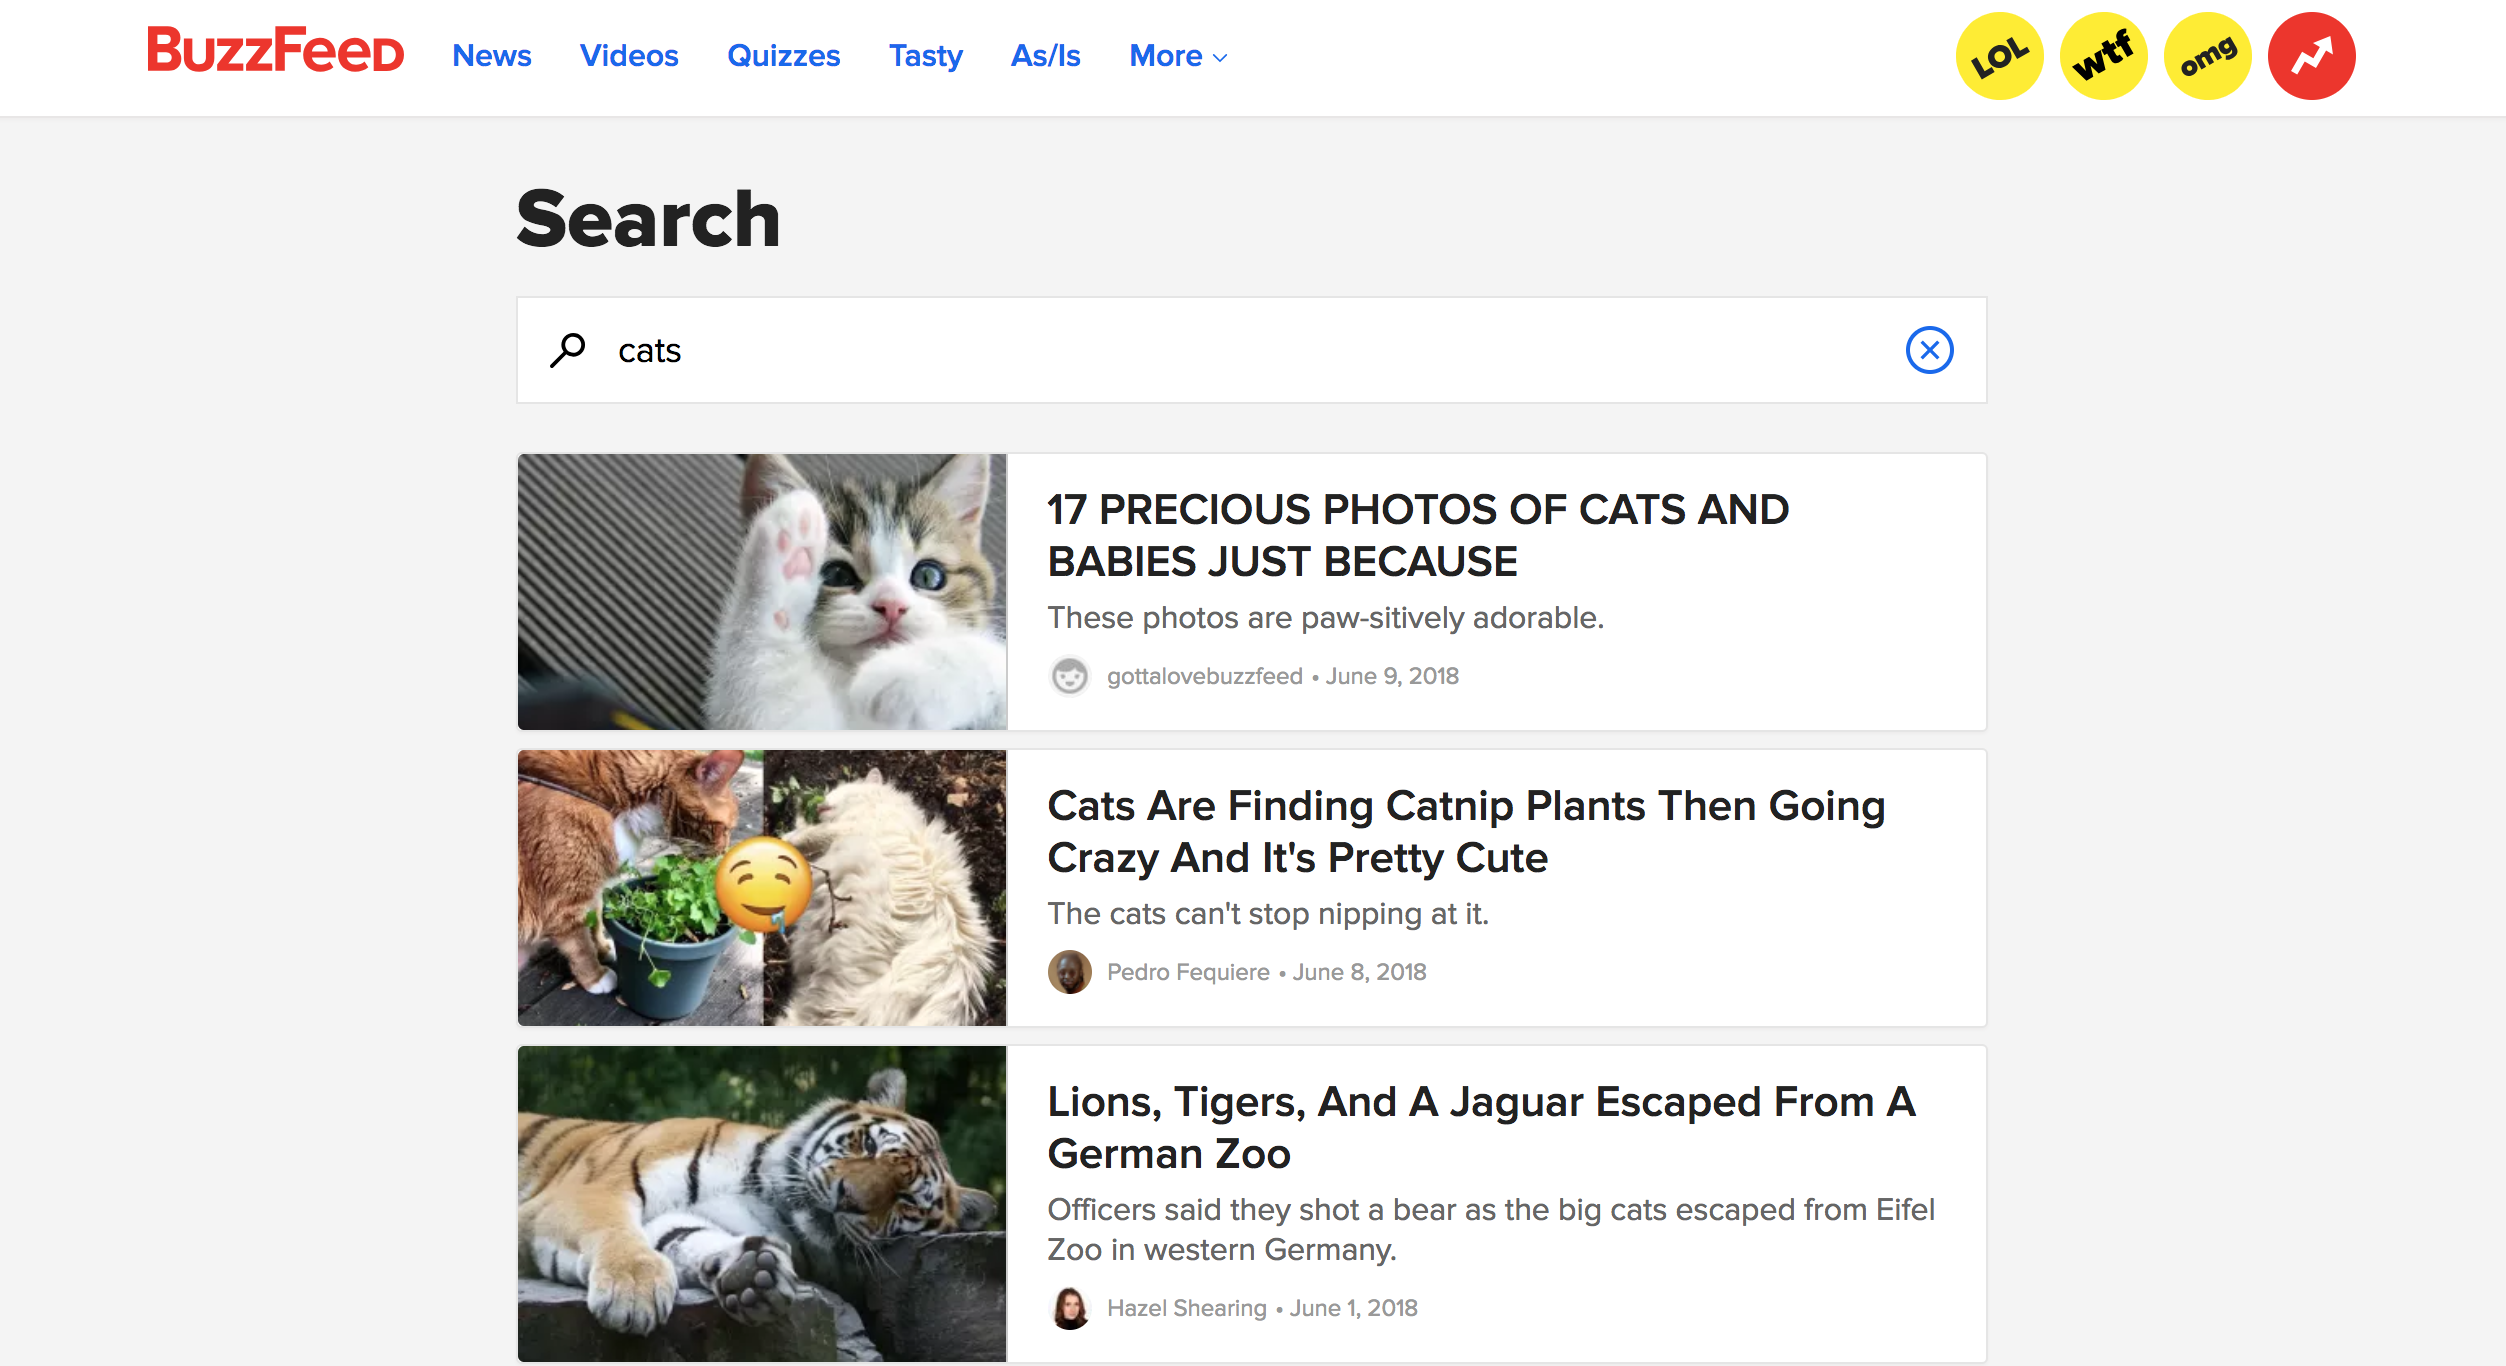 BuzzFeed News Videos Quizzes Tasty As/Is More LOL wtf omg
Search
cats
17 PRECIOUS PHOTOS OF CATS AND
BABIES JUST BECAUSE
These photos are paw-sitively adorable.
gottalovebuzzfeed • June 9, 2018
Cats Are Finding Catnip Plants Then Going
Crazy And It's Pretty Cute
The cats can't stop nipping at it.
Pedro Fequiere • June 8, 2018
Lions, Tigers, And A Jaguar Escaped From A
German Zoo
Officers said they shot a bear as the big cats escaped from Eifel
Zoo in western Germany.
Hazel Shearing • June 1, 2018